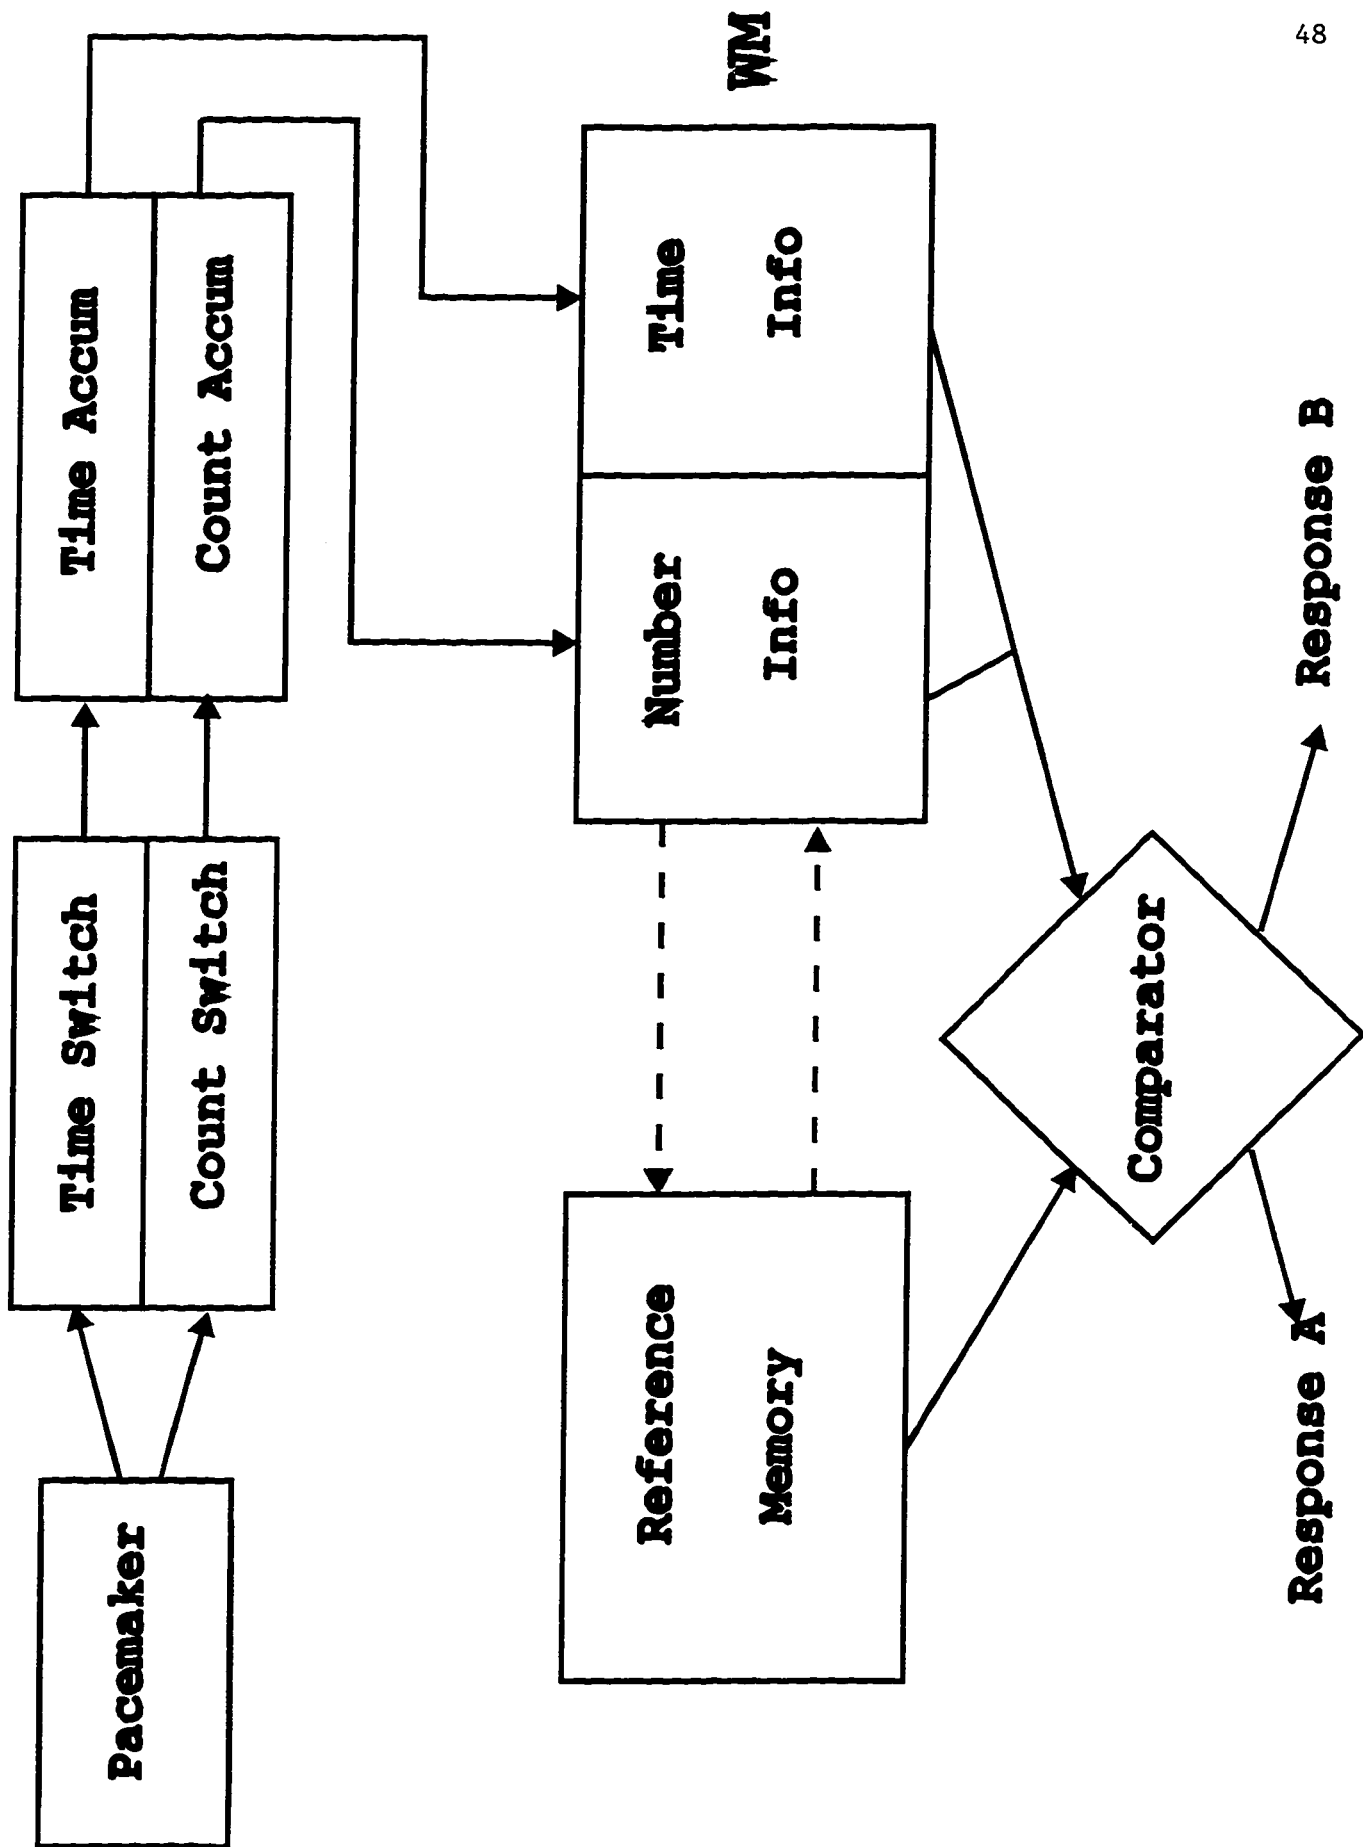 48
Pacemaker
Time Switch
Count Switch
Time Accum
Count Accum
Reference
Memory
Number
Info
Time
Info
WM
Comparator
Response A
Response B